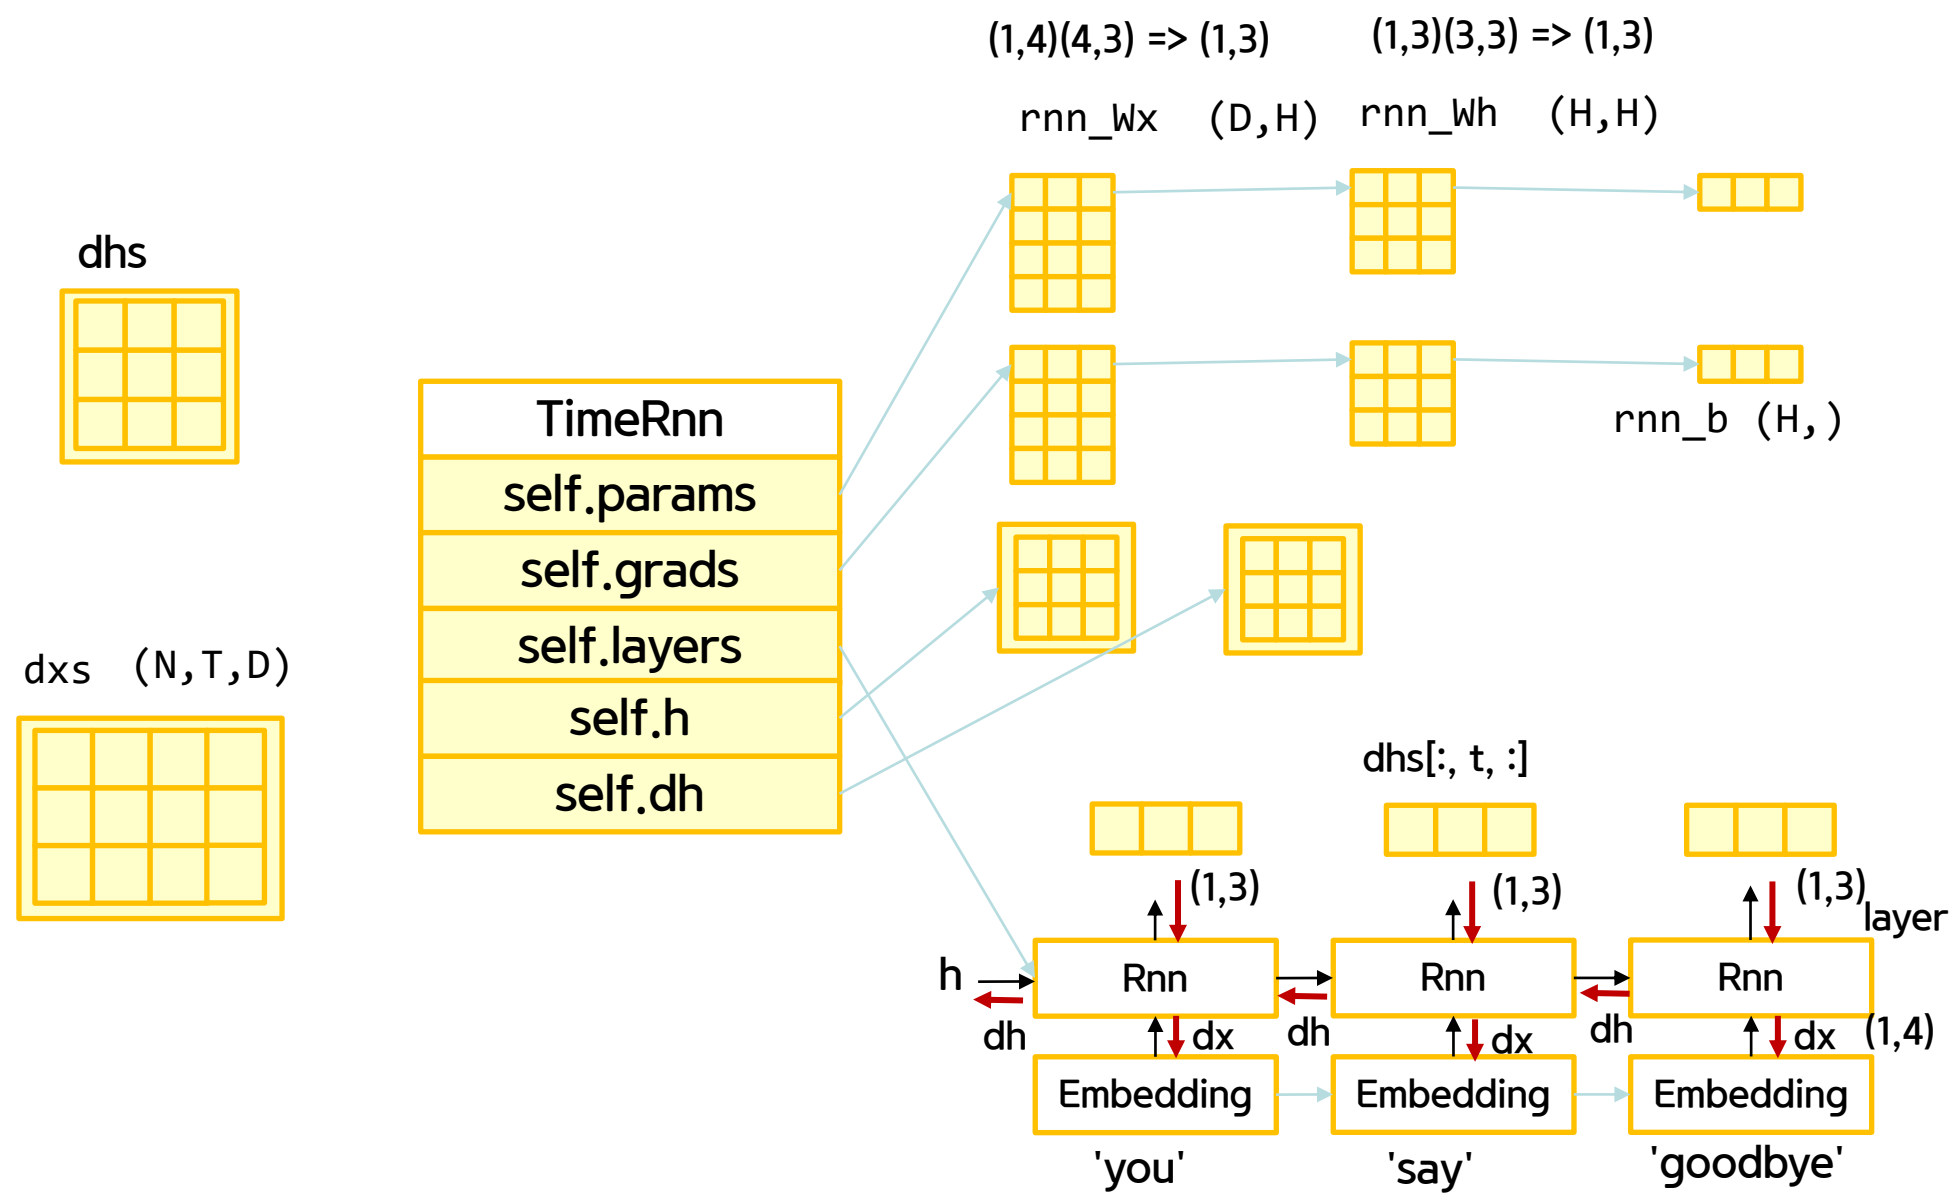 (1,4)(4,3) => (1,3)
(1,3)(3,3) => (1,3)
rnn_Wx (D,H)
rnn_Wh (H,H)
dhs
rnn_b (H,)
TimeRnn
self.params
self.grads
self.layers
self.h
self.dh
dxs (N,T,D)
dhs[:, t, :]
(1,3)
(1,3)
(1,3)
layer
h
Rnn
Rnn
Rnn
dh
dx
dh
dx
dh
dx
(1,4)
Embedding
Embedding
Embedding
'you'
'say'
'goodbye'